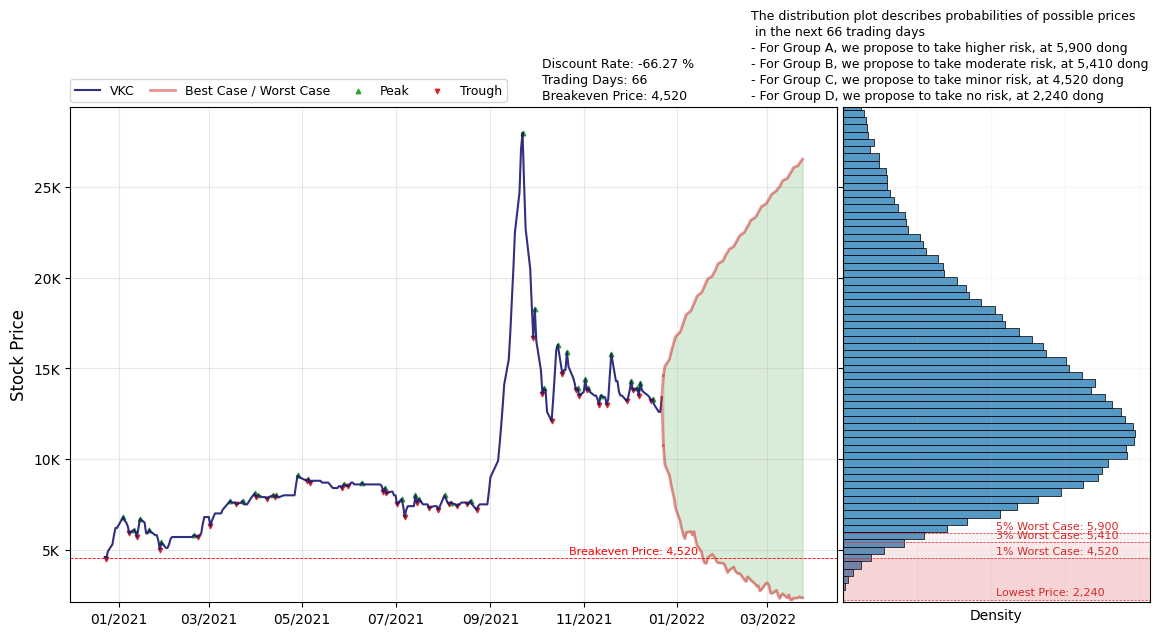 The distribution plot describes probabilities of possible prices
in the next 66 trading days
- For Group A, we propose to take higher risk, at 5,900 dong
- For Group B, we propose to take moderate risk, at 5,410 dong
- For Group C, we propose to take minor risk, at 4,520 dong
- For Group D, we propose to take no risk, at 2,240 dong
Discount Rate: -66.27 %
Trading Days: 66
Breakeven Price: 4,520
VKC
Best Case / Worst Case
Peak
Trough
Stock Price
25K
20K
15K
10K
5K
Breakeven Price: 4,520
5% Worst Case: 5,900
3% Worst Case: 5,410
1% Worst Case: 4,520
Lowest Price: 2,240
01/2021
03/2021
05/2021
07/2021
09/2021
11/2021
01/2022
03/2022
Density